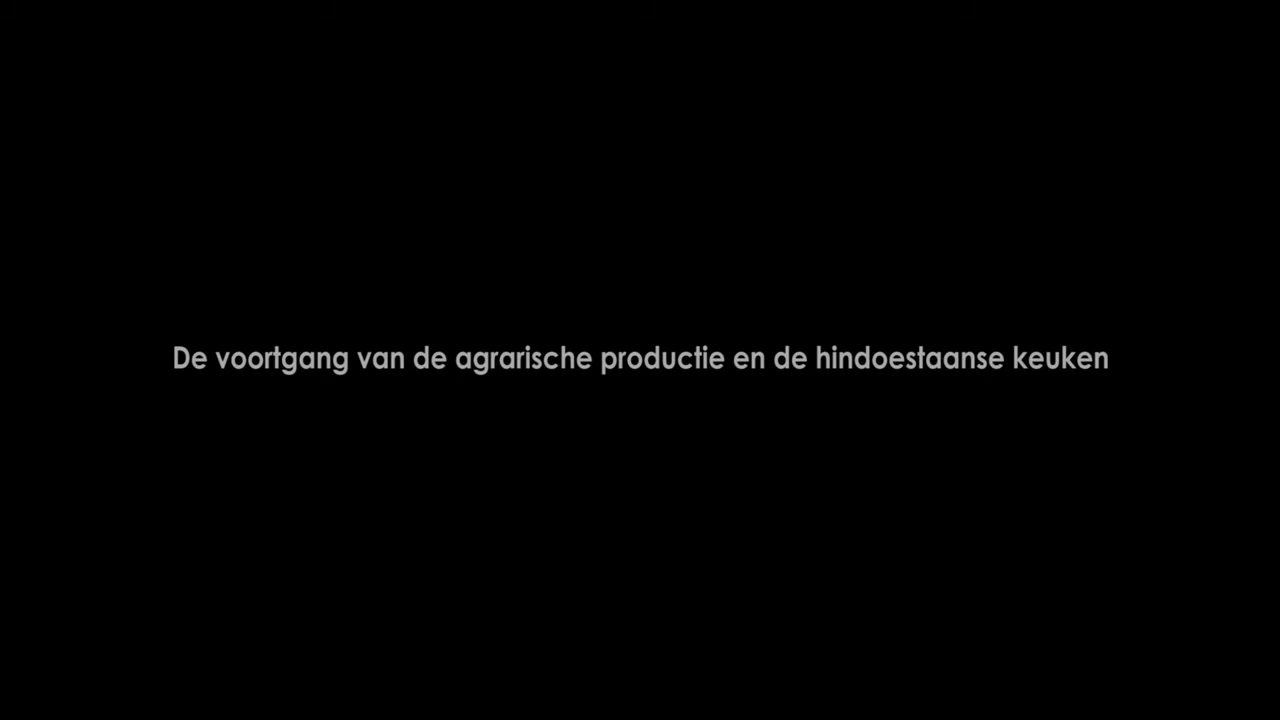 De voortgang van de agrarische productie en de hindoestaanse keuken